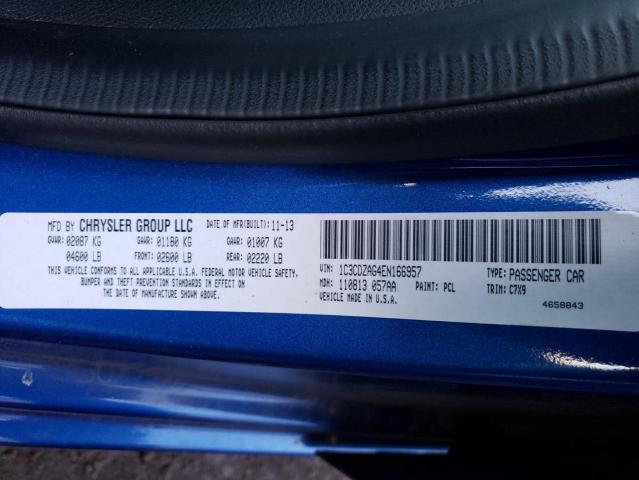 MFD BY CHRYSLER GROUP LLC DATE OF MFR(BUILT): 11-13
GVWR: 02087 KG GAWR: 01180 KG GAWR: 01007 KG
04600 LB FRONT: 02600 LB REAR: 02220 LB
THIS VEHICLE CONFORMS TO ALL APPLICABLE U.S.A. FEDERAL MOTOR VEHICLE SAFETY,
BUMPER AND THEFT PREVENTION STANDARDS IN EFFECT ON
THE DATE OF MANUFACTURE SHOWN ABOVE.
VIN: 1C3CDZAG4EN166957 TYPE: PASSENGER CAR
MDH: 110813 057AA PAINT: PCL TRIM: C7X9
MADE IN U.S.A. 4658843